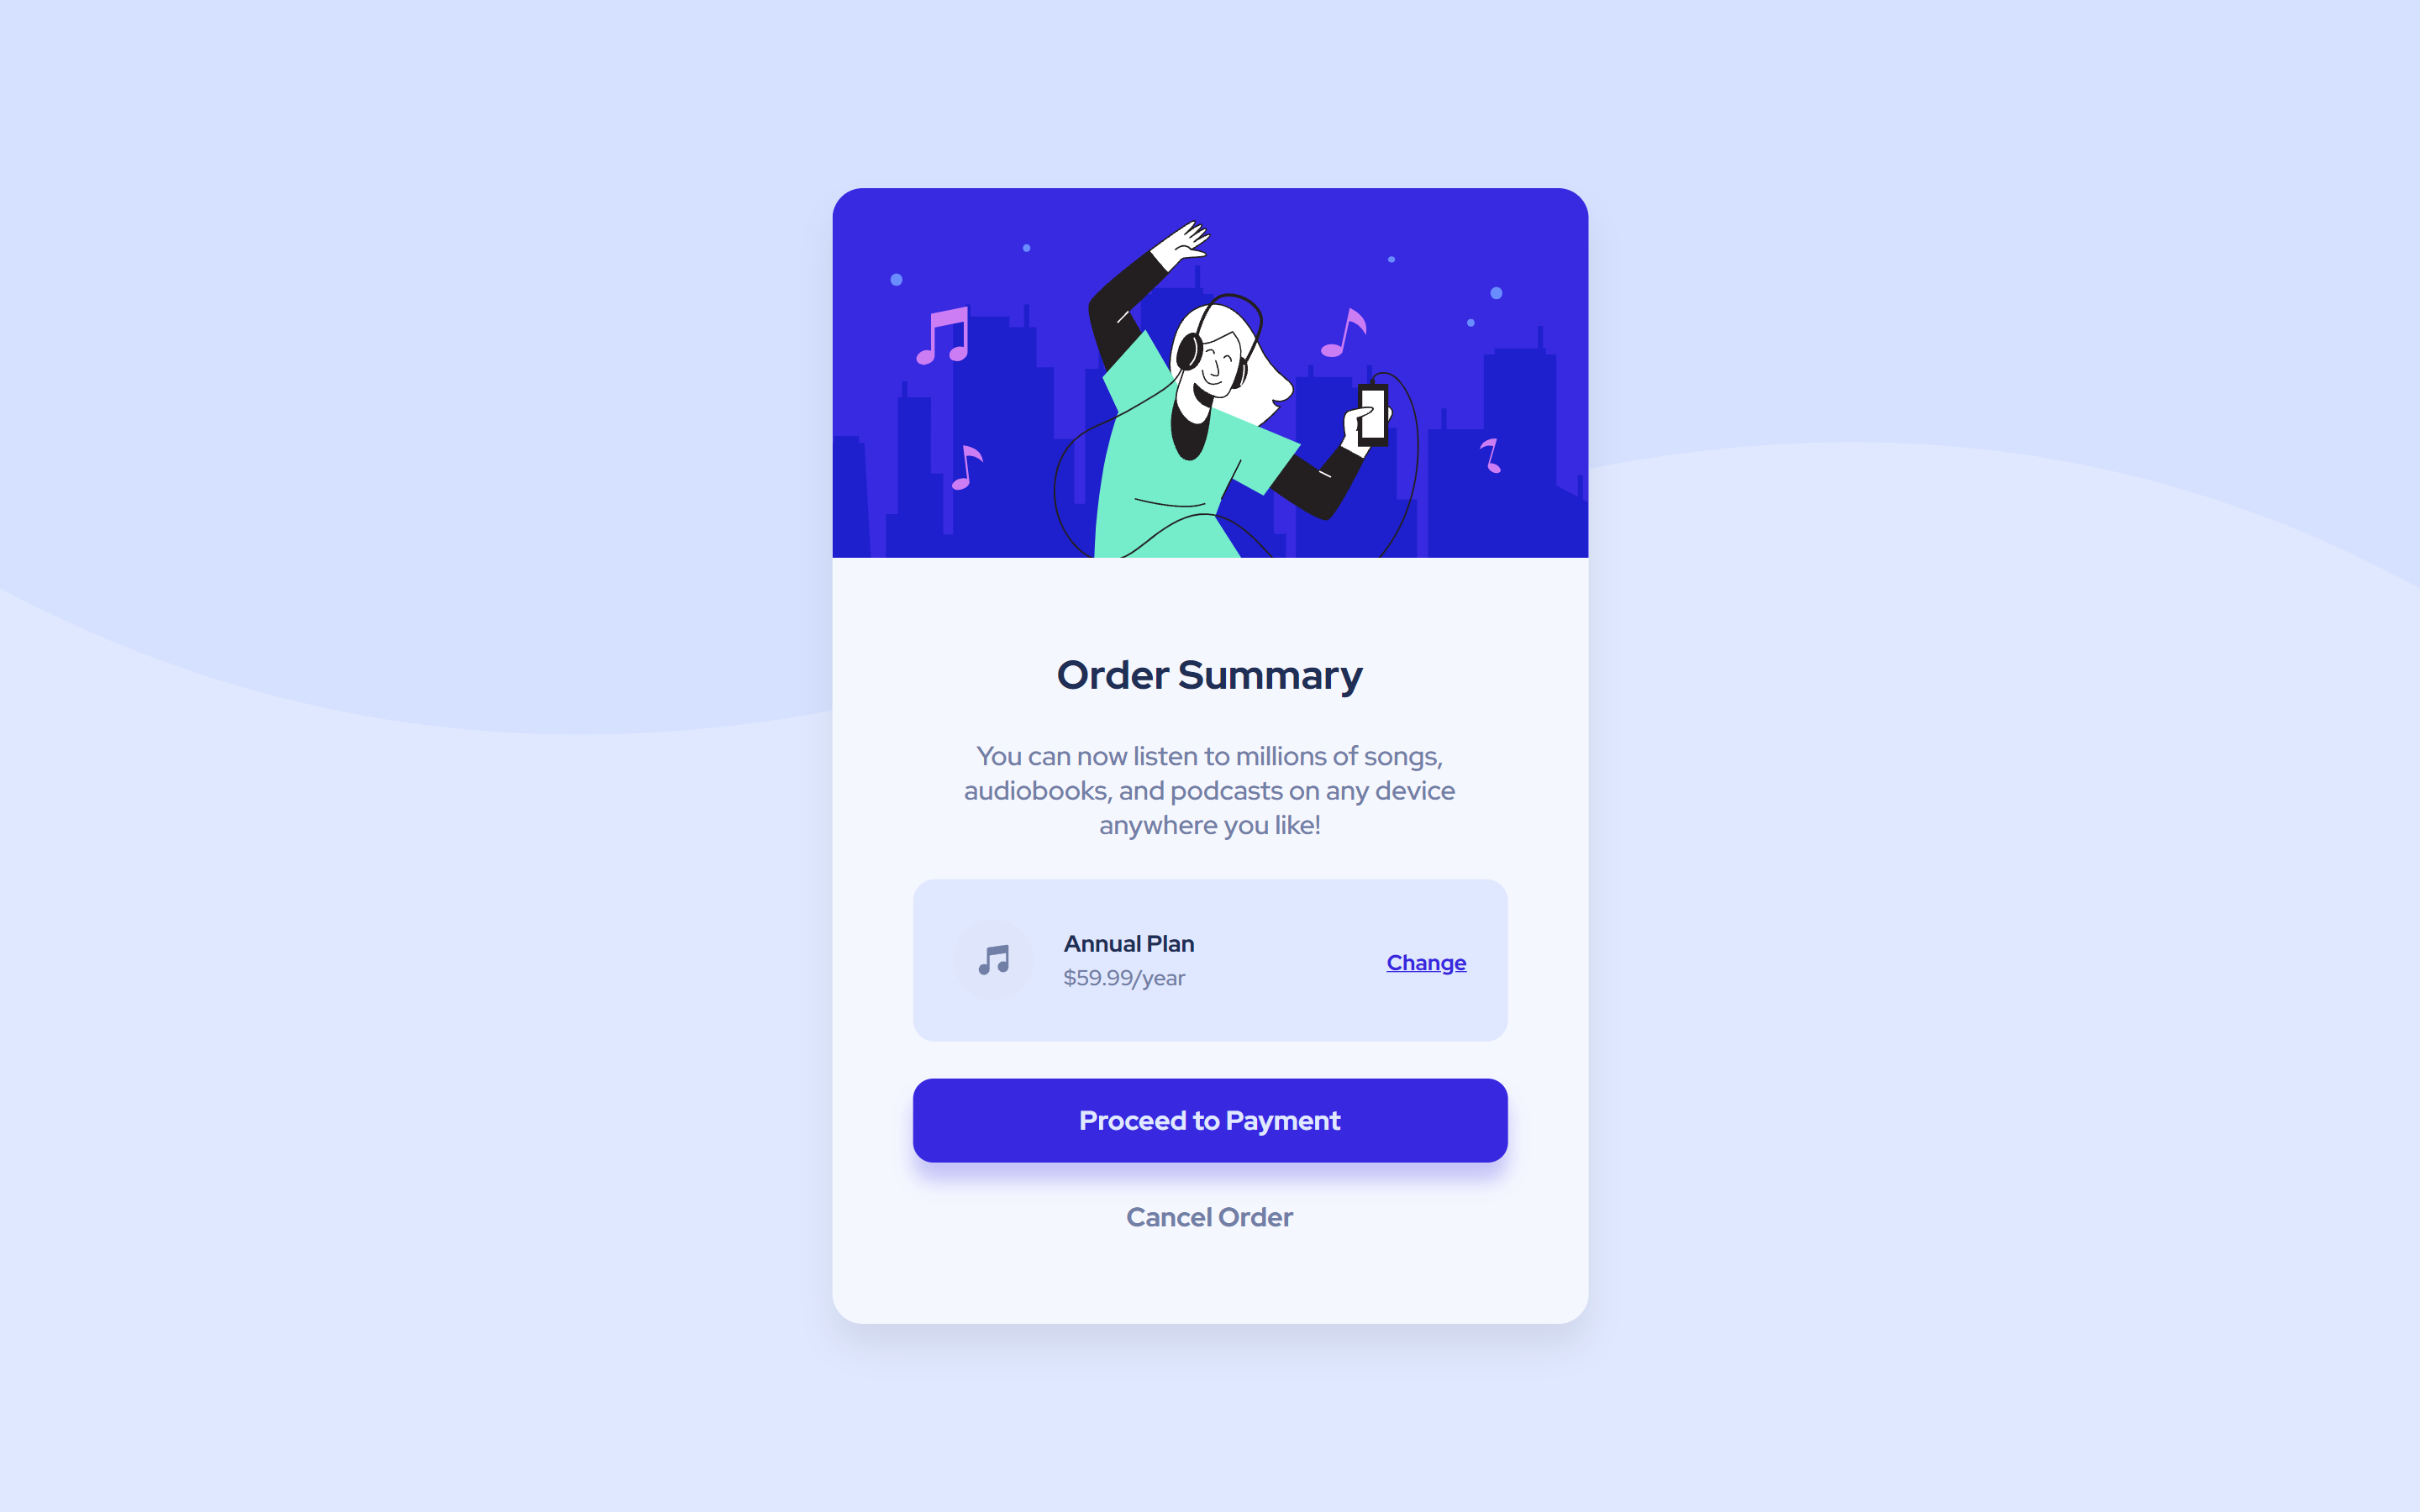 Order Summary
You can now listen to millions of songs,
audiobooks, and podcasts on any device
anywhere you like!
Annual Plan
$59.99/year
Change
Proceed to Payment
Cancel Order